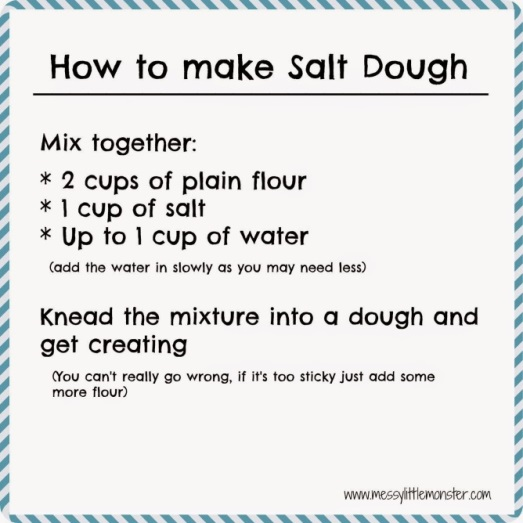 How to make Salt Dough
Mix together:
* 2 cups of plain flour
* 1 cup of salt
* Up to 1 cup of water
(add the water in slowly as you may need less)
Knead the mixture into a dough and
get creating
(You can't really go wrong, if it's too sticky just add some
more flour)
www.messylittlemonster.com